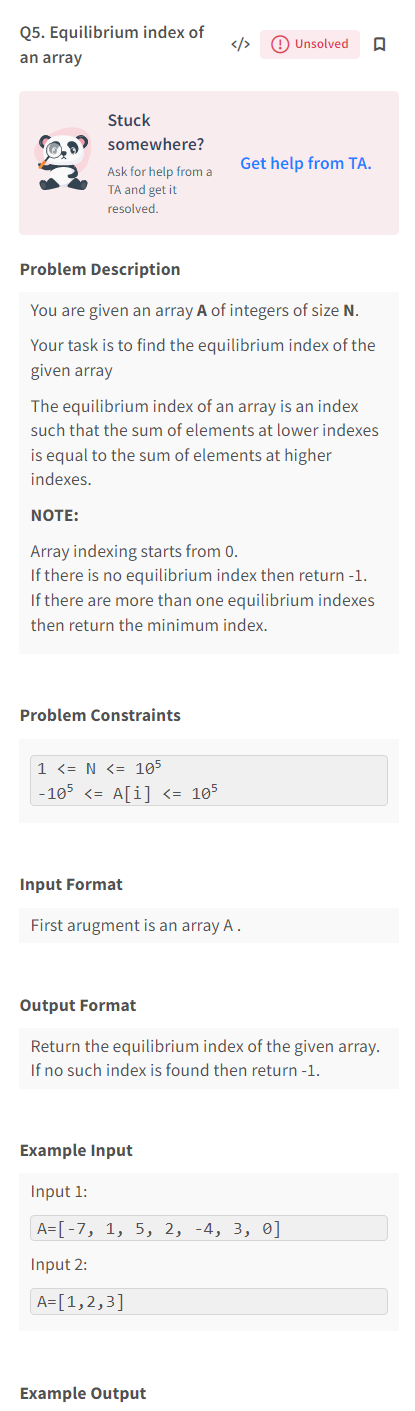 Q5. Equilibrium index of
an array
</> Unsolved
Stuck
somewhere?
Ask for help from a
TA and get it
resolved.
Get help from TA.
Problem Description
You are given an array A of integers of size N.
Your task is to find the equilibrium index of the
given array
The equilibrium index of an array is an index
such that the sum of elements at lower indexes
is equal to the sum of elements at higher
indexes.
NOTE:
Array indexing starts from 0.
If there is no equilibrium index then return -1.
If there are more than one equilibrium indexes
then return the minimum index.
Problem Constraints
1 <= N <= 10⁵
-10⁵ <= A[i] <= 10⁵
Input Format
First arugment is an array A .
Output Format
Return the equilibrium index of the given array.
If no such index is found then return -1.
Example Input
Input 1:
A=[-7, 1, 5, 2, -4, 3, 0]
Input 2:
A=[1,2,3]
Example Output